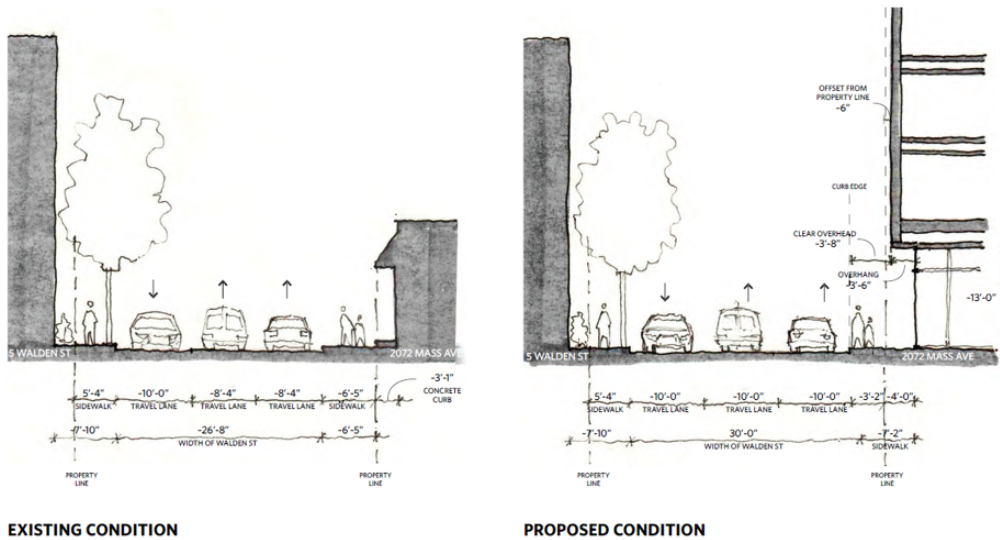 5 WALDEN ST
2072 MASS AVE
5'-4"
-10'-0"
-8'-4"
-8'-4"
-6'-5"
-3'-1"
CONCRETE
CURB
SIDEWALK
TRAVEL LANE
TRAVEL LANE
TRAVEL LANE
SIDEWALK
-7'-10"
-26'-8"
-6'-5"
WIDTH OF WALDEN ST
PROPERTY
LINE
PROPERTY
LINE
EXISTING CONDITION
OFFSET FROM
PROPERTY LINE
-6"
CURB EDGE
CLEAR OVERHEAD
-3'-8"
OVERHANG
-3'-6"
-13'-0"
5 WALDEN ST
2072 MASS AVE
5'-4"
-10'-0"
-10'-0"
-10'-0"
-3'-2"
-4'-0"
SIDEWALK
TRAVEL LANE
TRAVEL LANE
TRAVEL LANE
-7'-10"
30'-0"
-7'-2"
WIDTH OF WALDEN ST
SIDEWALK
PROPERTY
LINE
PROPERTY
LINE
PROPOSED CONDITION